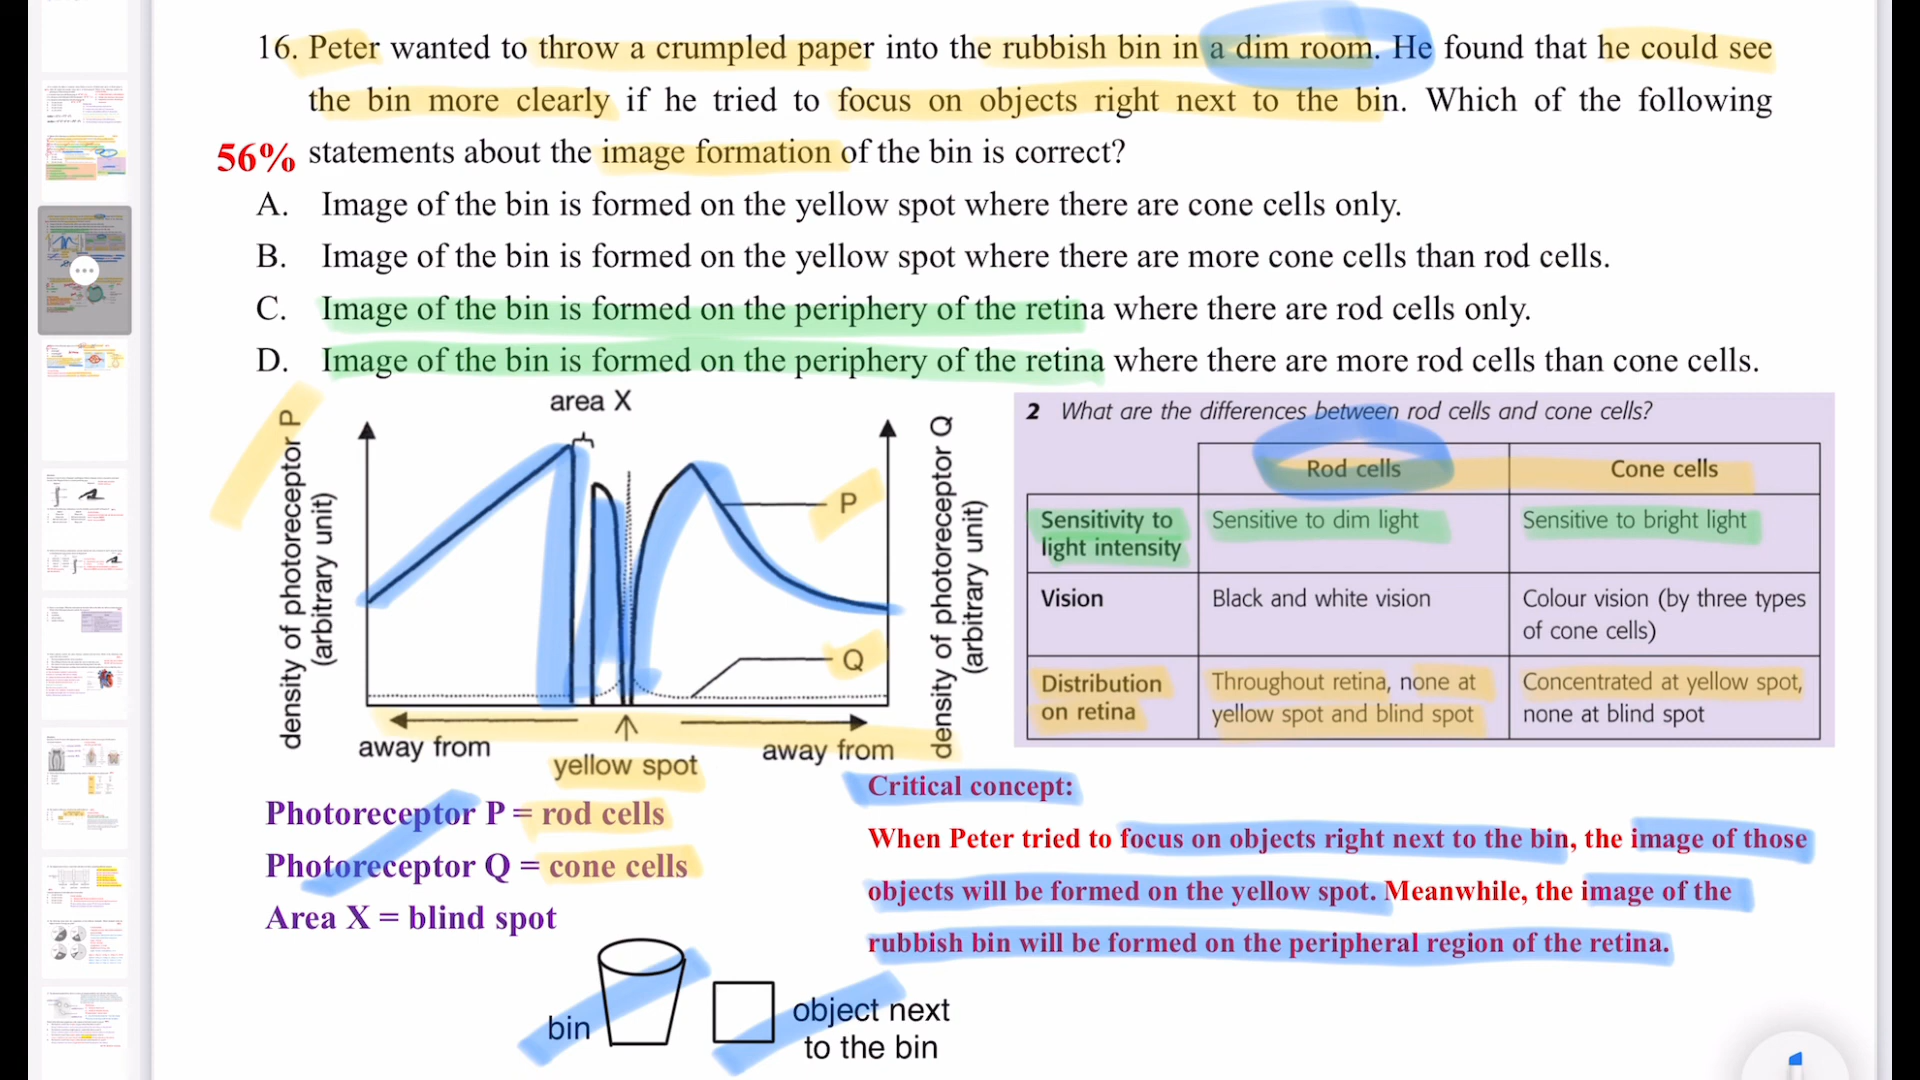 16. Peter wanted to throw a crumpled paper into the rubbish bin in a dim room. He found that he could see
the bin more clearly if he tried to focus on objects right next to the bin. Which of the following
56% statements about the image formation of the bin is correct?
A. Image of the bin is formed on the yellow spot where there are cone cells only.
B. Image of the bin is formed on the yellow spot where there are more cone cells than rod cells.
C. Image of the bin is formed on the periphery of the retina where there are rod cells only.
D. Image of the bin is formed on the periphery of the retina where there are more rod cells than cone cells.
area X
density of photoreceptor P
(arbitrary unit)
P
Q
density of photoreceptor Q
(arbitrary unit)
away from
yellow spot
away from
2 What are the differences between rod cells and cone cells?
Rod cells
Cone cells
Sensitivity to
light intensity
Sensitive to dim light
Sensitive to bright light
Vision
Black and white vision
Colour vision (by three types
of cone cells)
Distribution
on retina
Throughout retina, none at
yellow spot and blind spot
Concentrated at yellow spot,
none at blind spot
Photoreceptor P = rod cells
Photoreceptor Q = cone cells
Area X = blind spot
Critical concept:
When Peter tried to focus on objects right next to the bin, the image of those
objects will be formed on the yellow spot. Meanwhile, the image of the
rubbish bin will be formed on the peripheral region of the retina.
bin
object next
to the bin